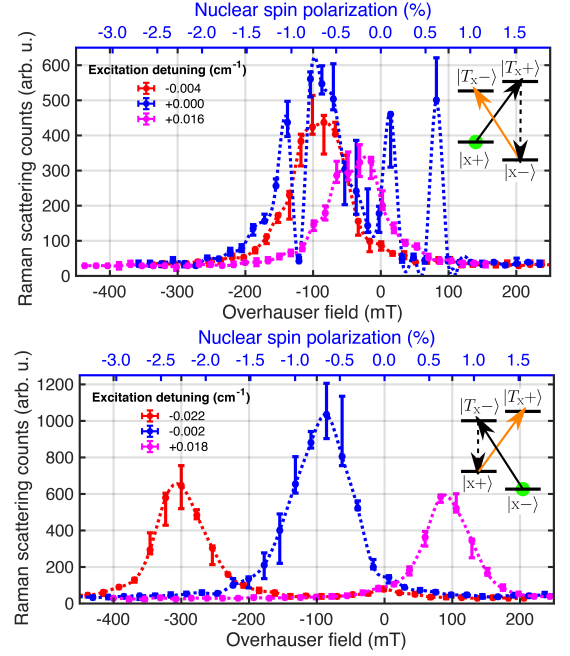 Nuclear spin polarization (%)
-3.0 -2.5 -2.0 -1.5 -1.0 -0.5 0.0 0.5 1.0 1.5
Raman scattering counts (arb. u.)
600
500
400
300
200
100
0
Excitation detuning (cm⁻¹)
-0.004
+0.000
+0.016
|Tₓ−⟩ |Tₓ+⟩
|x+⟩ |x−⟩
-400 -300 -200 -100 0 100 200
Overhauser field (mT)
Nuclear spin polarization (%)
-3.0 -2.5 -2.0 -1.5 -1.0 -0.5 0.0 0.5 1.0 1.5
Raman scattering counts (arb. u.)
1200
1000
800
600
400
200
0
Excitation detuning (cm⁻¹)
-0.022
-0.002
+0.018
|Tₓ−⟩ |Tₓ+⟩
|x+⟩ |x−⟩
-400 -300 -200 -100 0 100 200
Overhauser field (mT)